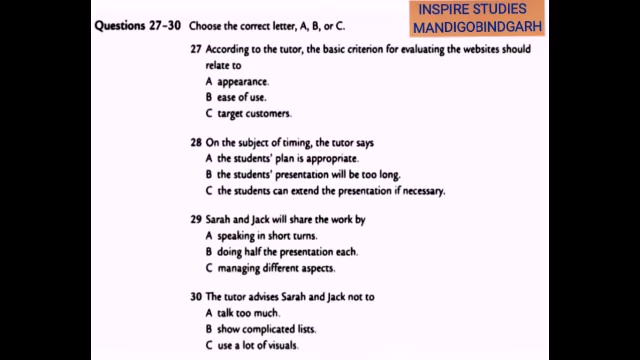 INSPIRE STUDIES
MANDIGOBINDGARH
Questions 27-30 Choose the correct letter, A, B, or C.
27 According to the tutor, the basic criterion for evaluating the websites should
relate to
A appearance.
B ease of use.
C target customers.
28 On the subject of timing, the tutor says
A the students' plan is appropriate.
B the students' presentation will be too long.
C the students can extend the presentation if necessary.
29 Sarah and Jack will share the work by
A speaking in short turns.
B doing half the presentation each.
C managing different aspects.
30 The tutor advises Sarah and Jack not to
A talk too much.
B show complicated lists.
C use a lot of visuals.